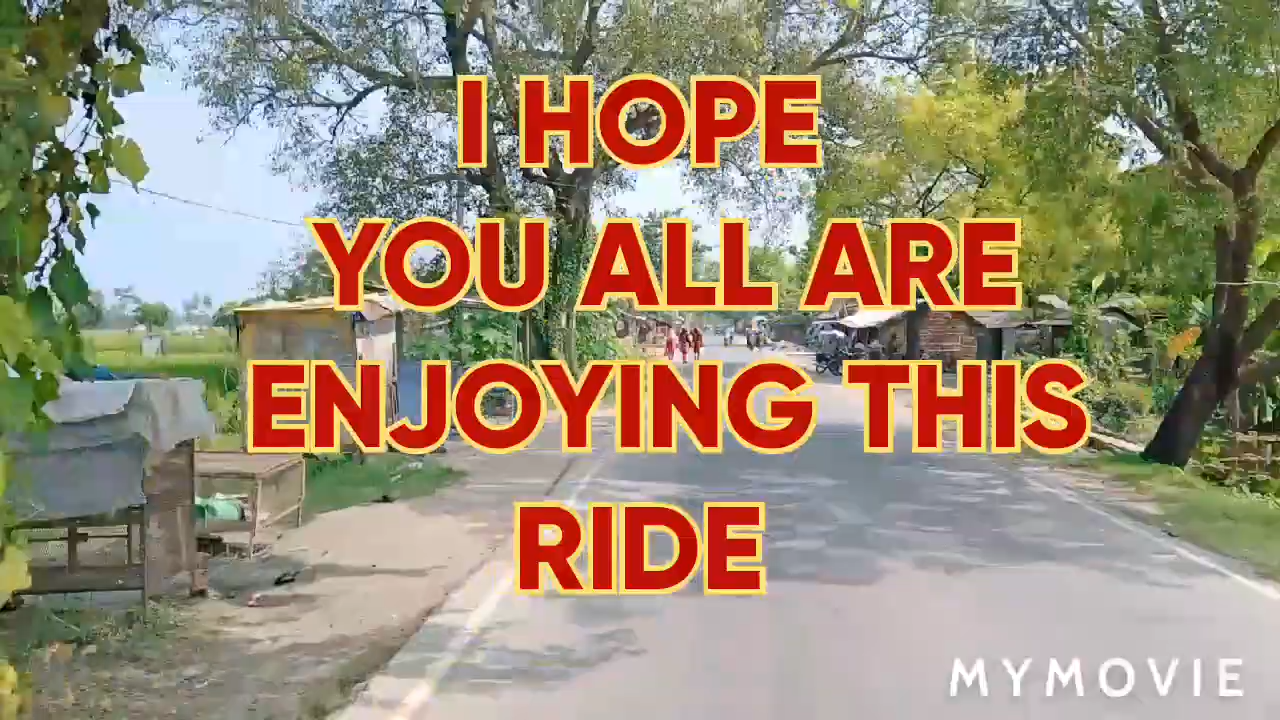 I HOPE
YOU ALL ARE
ENJOYING THIS
RIDE
MYMOVIE